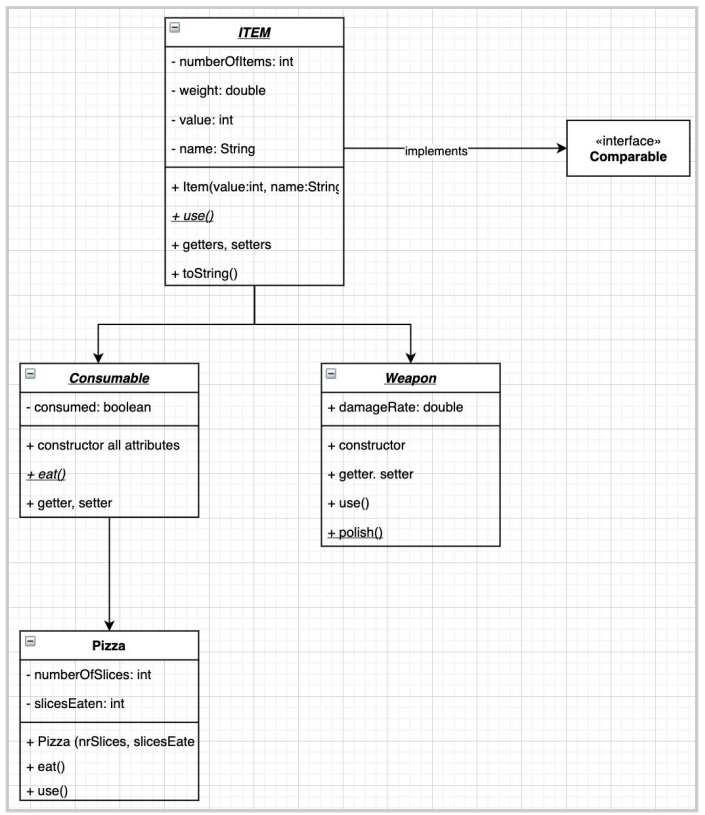 ITEM
- numberOfItems: int
- weight: double
- value: int
- name: String
+ Item(value:int, name:String
+ use()
+ getters, setters
+ toString()
implements
«interface»
Comparable
Consumable
- consumed: boolean
+ constructor all attributes
+ eat()
+ getter, setter
Weapon
+ damageRate: double
+ constructor
+ getter. setter
+ use()
+ polish()
Pizza
- numberOfSlices: int
- slicesEaten: int
+ Pizza (nrSlices, slicesEate
+ eat()
+ use()